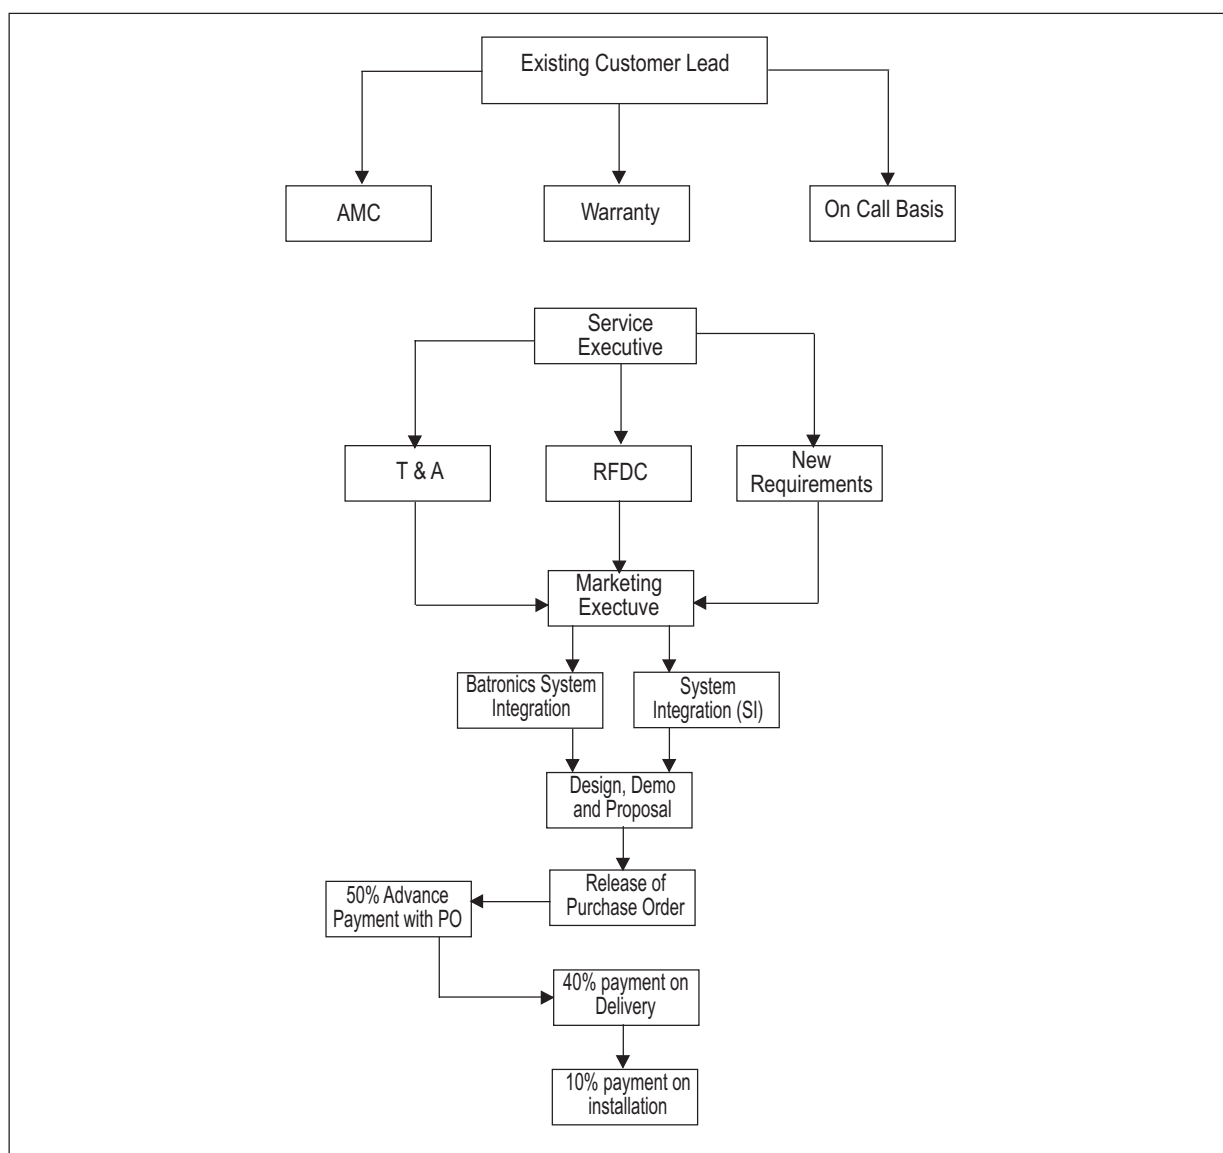 Existing Customer Lead
AMC
Warranty
On Call Basis
Service
Executive
T & A
RFDC
New
Requirements
Marketing
Exectuve
Batronics System
Integration
System
Integration (SI)
Design, Demo
and Proposal
Release of
Purchase Order
50% Advance
Payment with PO
40% payment on
Delivery
10% payment on
installation